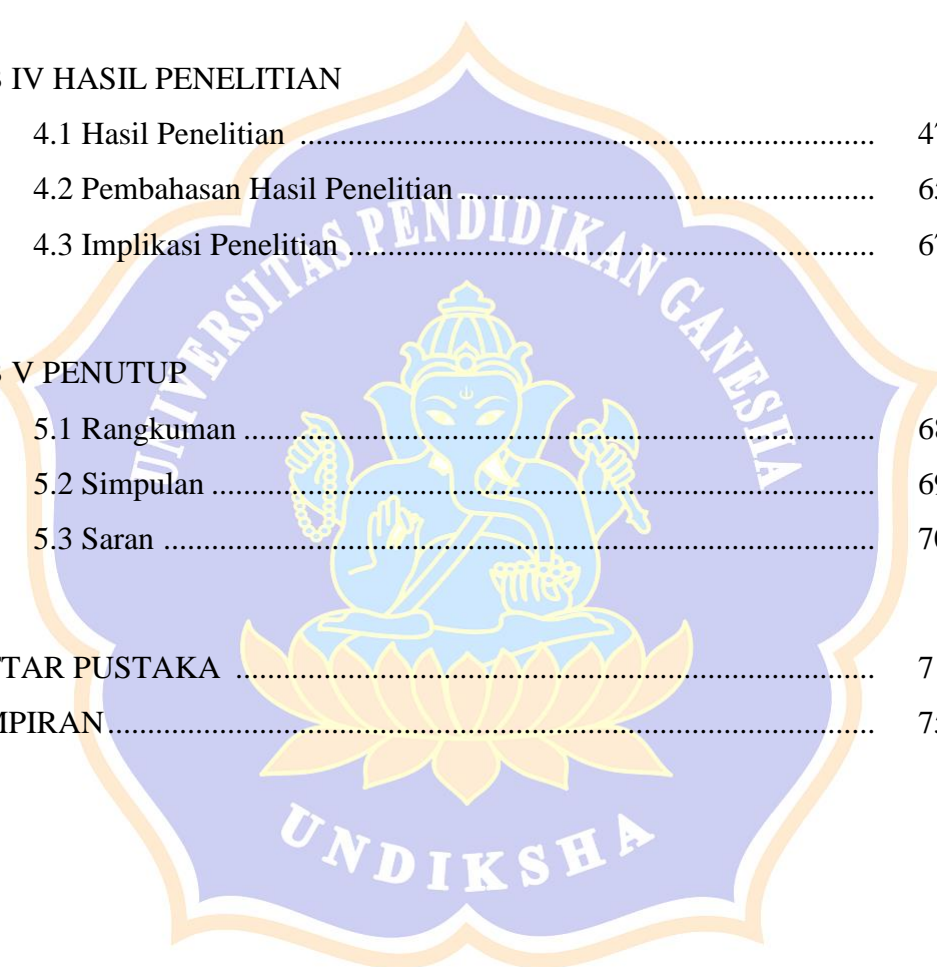 IV HASIL PENELITIAN
4.1 Hasil Penelitian ........................................................................
4.2 Pembahasan Hasil Penelitian ....................................................
4.3 Implikasi Penelitian ..................................................................
V PENUTUP
5.1 Rangkuman ...............................................................................
5.2 Simpulan ...................................................................................
5.3 Saran .........................................................................................
TAR PUSTAKA ................................................................................
MPIRAN................................................................................................
UNIVERSITAS PENDIDIKAN GANESHA
UNDIKSHA